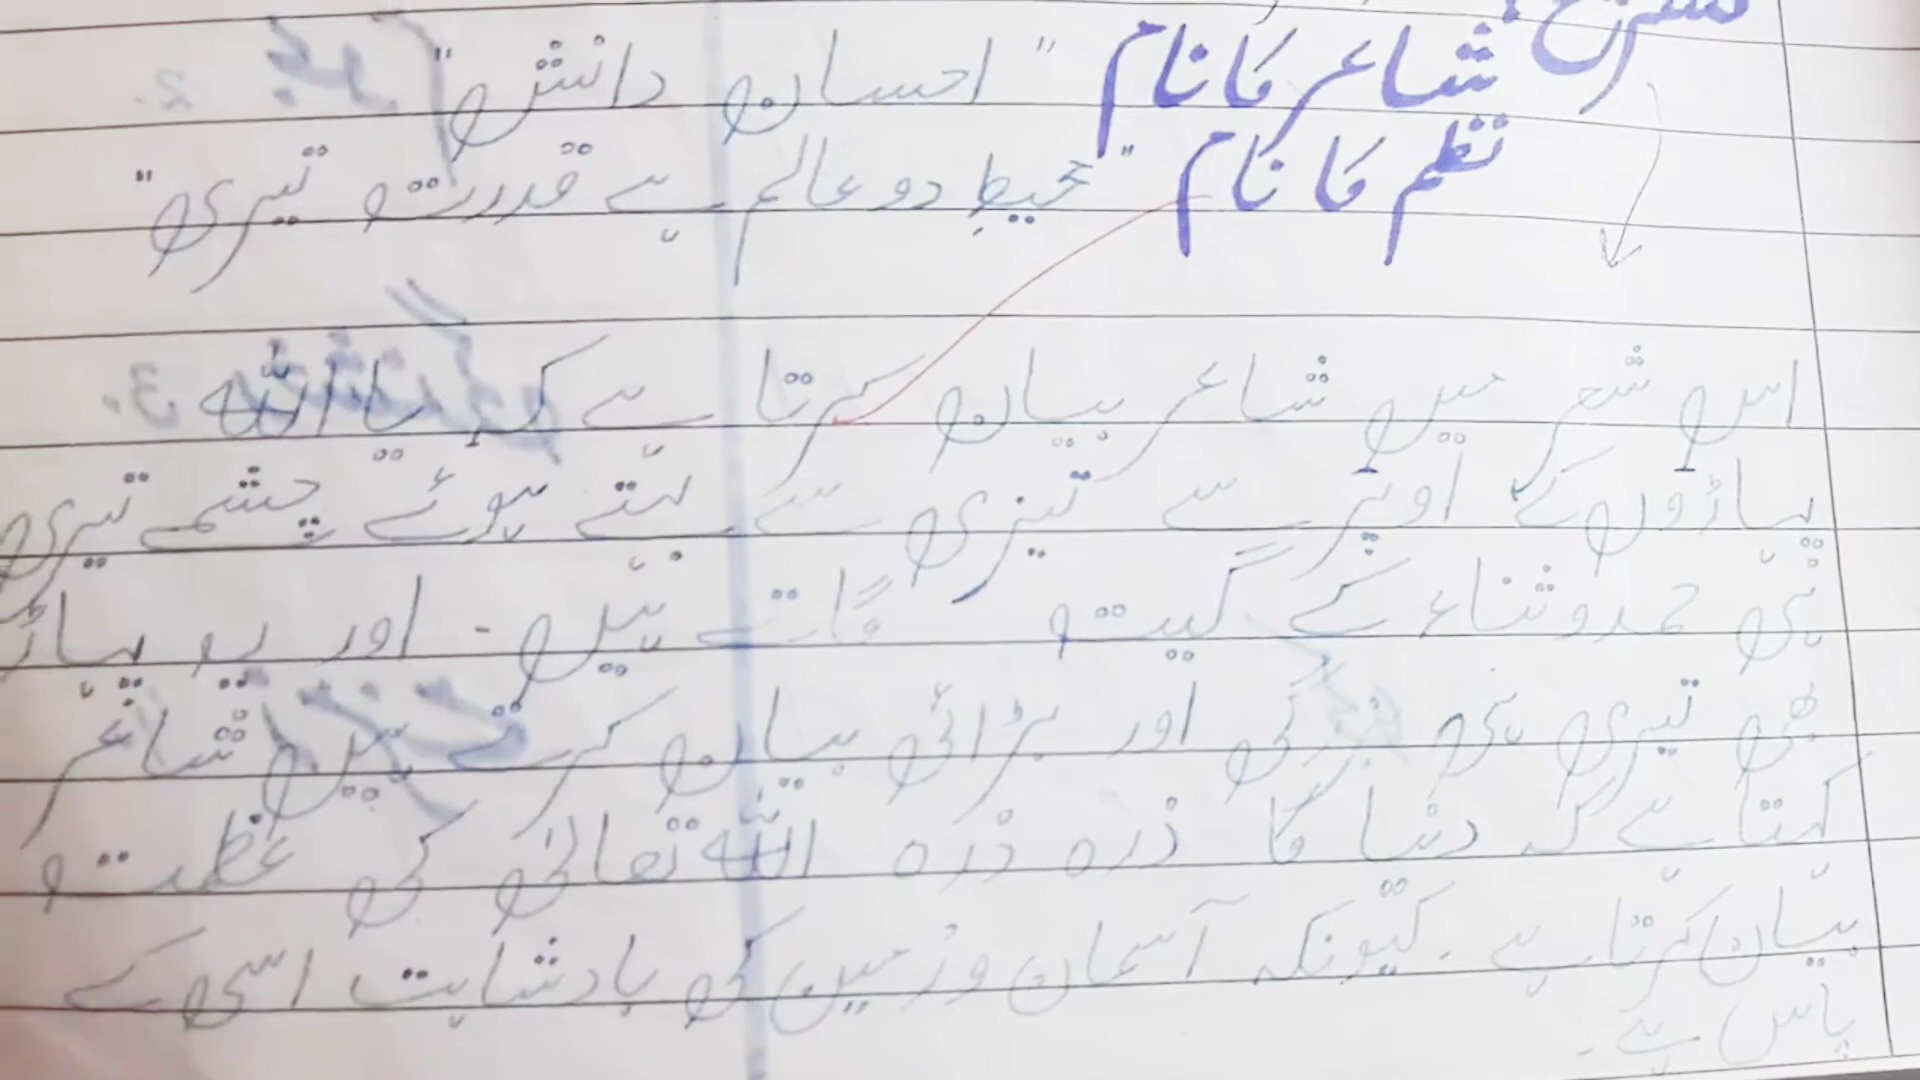 تشریح:
شاعر کا نام " احسان دانش "
نظم کا نام " محیطِ دو عالم ہے قدرت تیری "
اس شعر میں شاعر بیان کرتا ہے کہ یا اللہ
پہاڑوں کے اوپر سے تیزی سے بہتے ہوئے چشمے تیری
ہی حمد و ثناء کے گیت گاتے ہیں - اور یہ پہاڑ
بھی تیری ہی بزرگی اور بڑائی بیان کرتے ہیں شاعر
کہتا ہے کہ دنیا کا ذرہ ذرہ اللہ تعالیٰ کی عظمت
بیان کرتا ہے - کیونکہ آسمان و زمین کی بادشاہت اسی کے
پاس ہے -